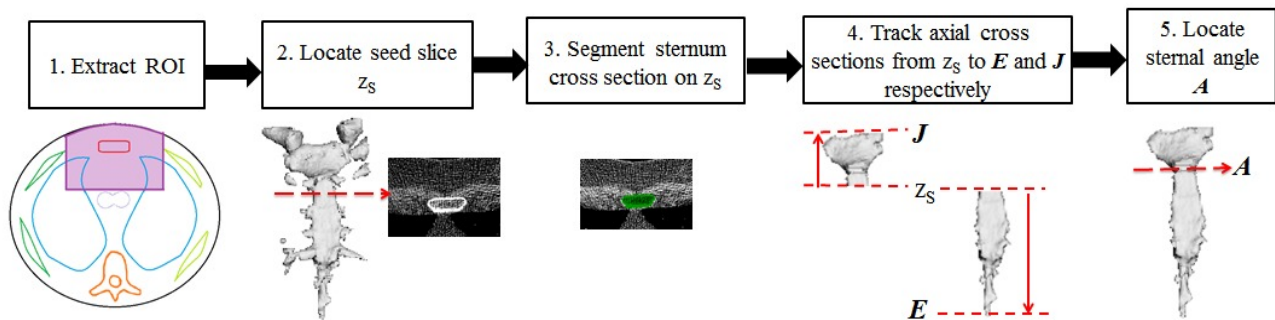 1. Extract ROI
2. Locate seed slice
zS
3. Segment sternum
cross section on zS
4. Track axial cross
sections from zS to E and J
respectively
5. Locate
sternal angle
A
J
zS
E
A